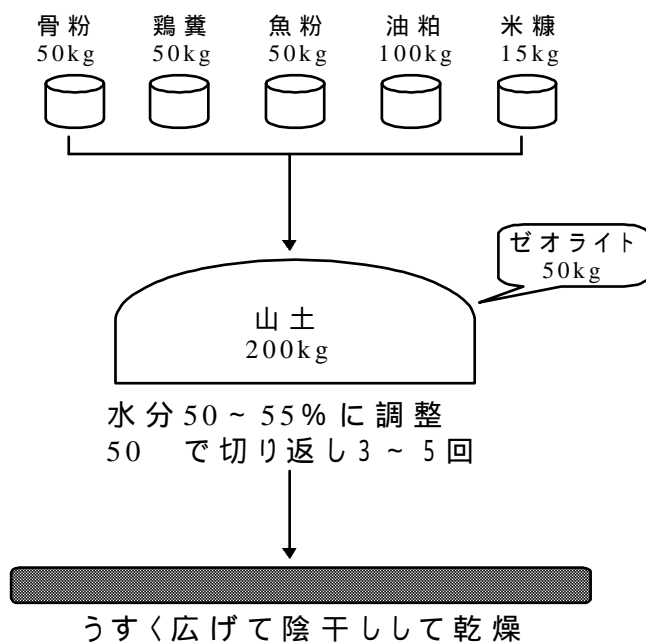 骨粉 鶏糞 魚粉 油粕 米糠
50kg 50kg 50kg 100kg 15kg
ゼオライト
50kg
山土
200kg
水分50~55%に調整
50 で切り返し3~5回
うすく広げて陰干しして乾燥